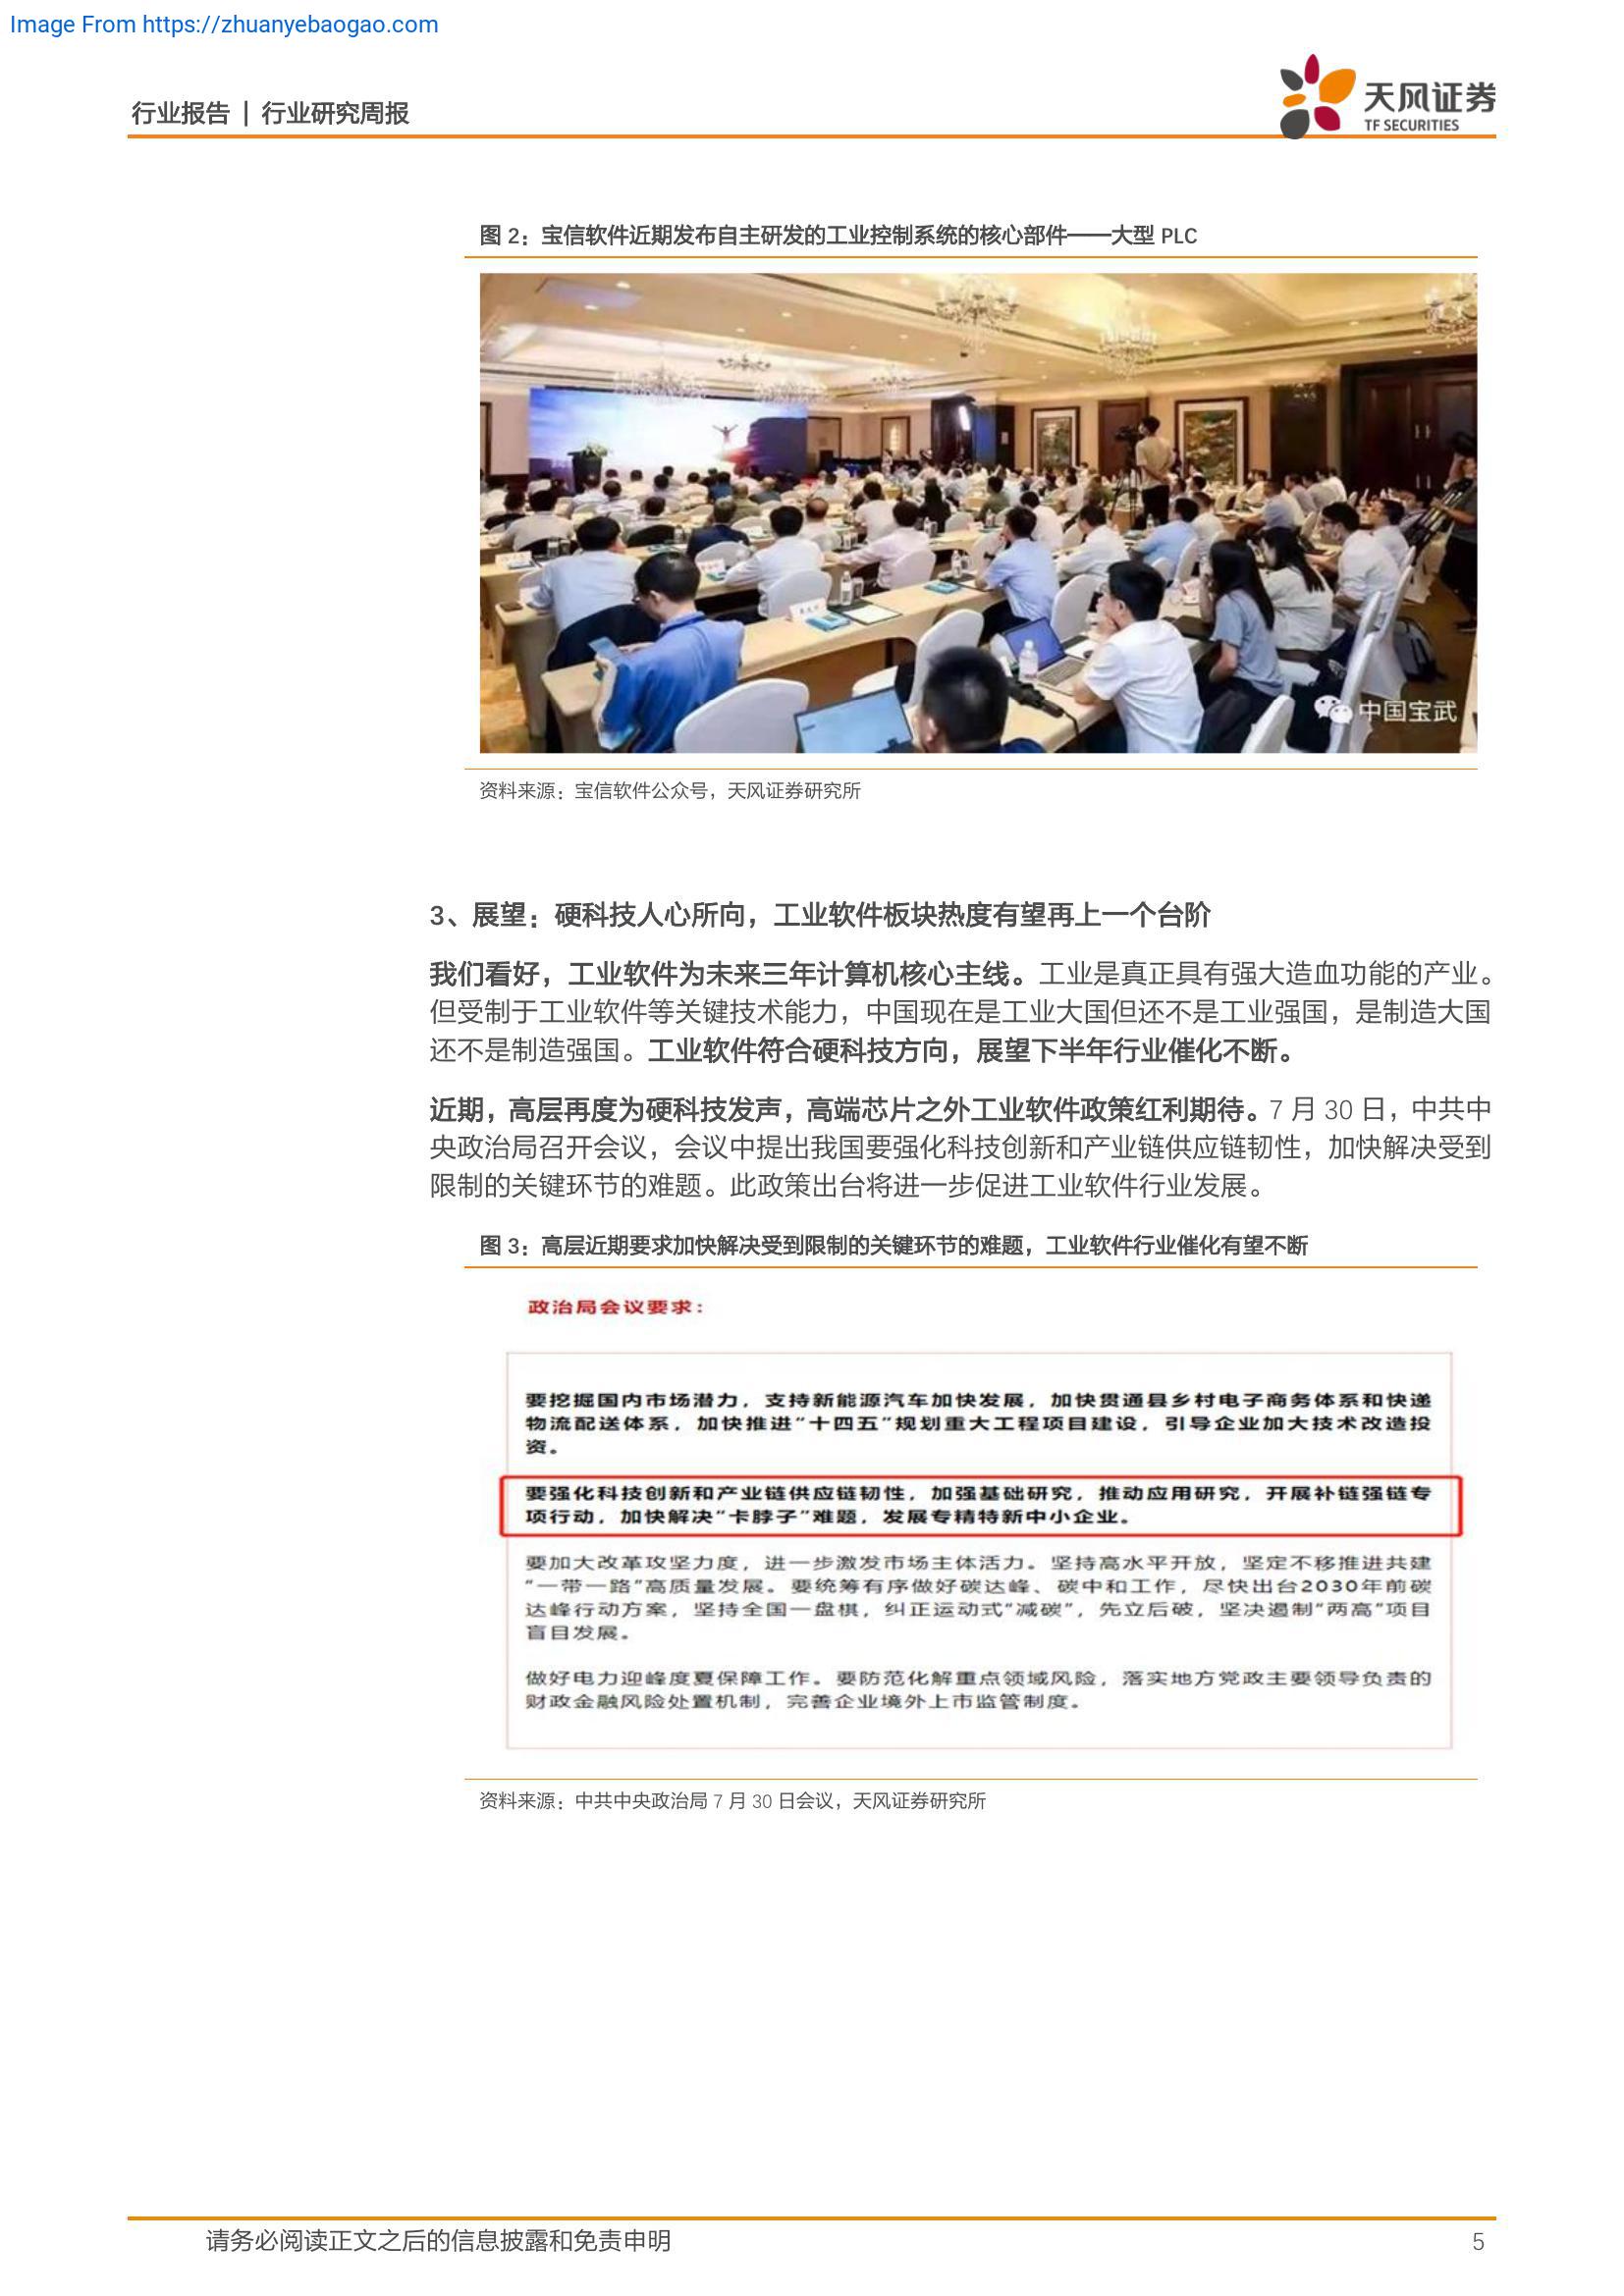 Image From https://zhuanyebaogao.com
行业报告 | 行业研究周报
天风证券
TF SECURITIES
图 2：宝信软件近期发布自主研发的工业控制系统的核心部件——大型 PLC
中国宝武
资料来源：宝信软件公众号，天风证券研究所
3、展望：硬科技人心所向，工业软件板块热度有望再上一个台阶
我们看好，工业软件为未来三年计算机核心主线。工业是真正具有强大造血功能的产业。
但受制于工业软件等关键技术能力，中国现在是工业大国但还不是工业强国，是制造大国
还不是制造强国。工业软件符合硬科技方向，展望下半年行业催化不断。
近期，高层再度为硬科技发声，高端芯片之外工业软件政策红利期待。7 月 30 日，中共中
央政治局召开会议，会议中提出我国要强化科技创新和产业链供应链韧性，加快解决受到
限制的关键环节的难题。此政策出台将进一步促进工业软件行业发展。
图 3：高层近期要求加快解决受到限制的关键环节的难题，工业软件行业催化有望不断
政治局会议要求：
要挖掘国内市场潜力，支持新能源汽车加快发展，加快贯通县乡村电子商务体系和快递
物流配送体系，加快推进“十四五”规划重大工程项目建设，引导企业加大技术改造投
资。
要强化科技创新和产业链供应链韧性，加强基础研究，推动应用研究，开展补链强链专
项行动，加快解决“卡脖子”难题，发展专精特新中小企业。
要加大改革攻坚力度，进一步激发市场主体活力。坚持高水平开放，坚定不移推进共建
“一带一路”高质量发展。要统筹有序做好碳达峰、碳中和工作，尽快出台2030年前碳
达峰行动方案，坚持全国一盘棋，纠正运动式“减碳”，先立后破，坚决遏制“两高”项目
盲目发展。
做好电力迎峰度夏保障工作。要防范化解重点领域风险，落实地方党政主要领导负责的
财政金融风险处置机制，完善企业境外上市监管制度。
资料来源：中共中央政治局 7 月 30 日会议，天风证券研究所
请务必阅读正文之后的信息披露和免责申明
5